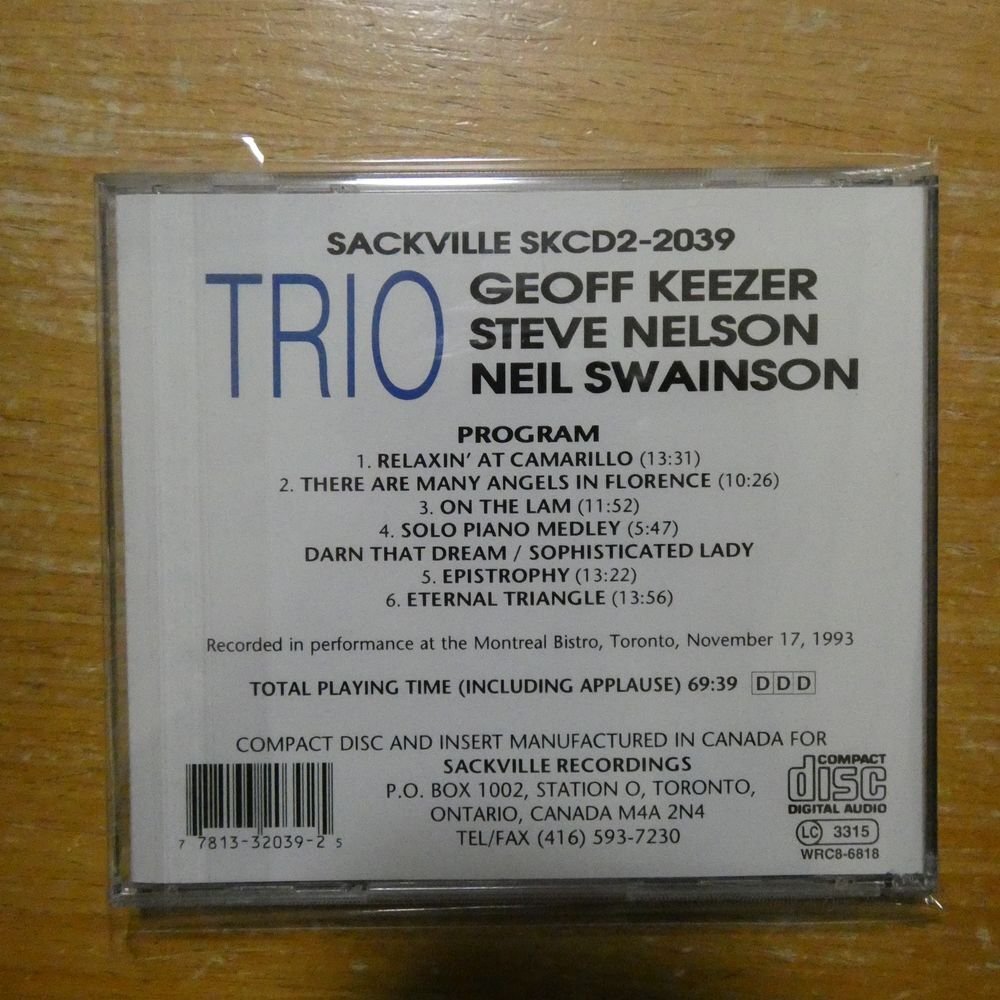 SACKVILLE SKCD2-2039
TRIO
GEOFF KEEZER
STEVE NELSON
NEIL SWAINSON
PROGRAM
1. RELAXIN' AT CAMARILLO (13:31)
2. THERE ARE MANY ANGELS IN FLORENCE (10:26)
3. ON THE LAM (11:52)
4. SOLO PIANO MEDLEY (5:47)
DARN THAT DREAM / SOPHISTICATED LADY
5. EPISTROPHY (13:22)
6. ETERNAL TRIANGLE (13:56)
Recorded in performance at the Montreal Bistro, Toronto, November 17, 1993
TOTAL PLAYING TIME (INCLUDING APPLAUSE) 69:39 DDD
COMPACT DISC AND INSERT MANUFACTURED IN CANADA FOR
SACKVILLE RECORDINGS
P.O. BOX 1002, STATION O, TORONTO,
ONTARIO, CANADA M4A 2N4
TEL/FAX (416) 593-7230
7 7813-32039-2 5
COMPACT
disc
DIGITAL AUDIO
LC 3315
WRC8-6818